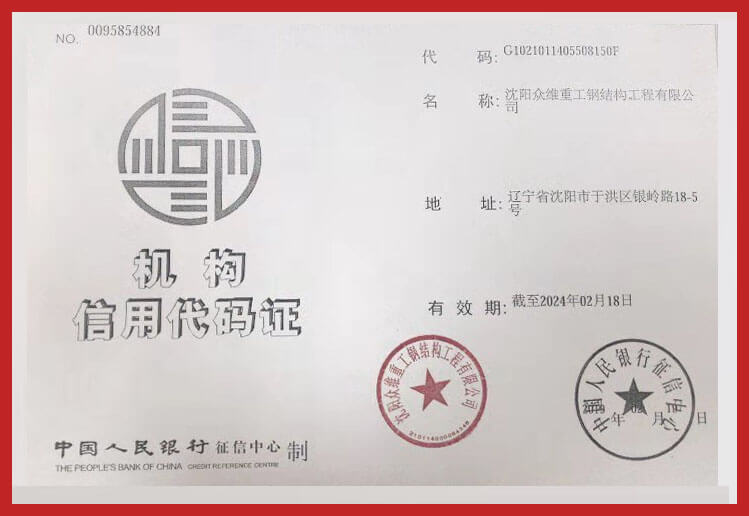 NO. 0095854884
机构
信用代码证
中国人民银行征信中心 制
THE PEOPLE'S BANK OF CHINA CREDIT REFERENCE CENTRE
代 码: G1021011405508150F
名 称: 沈阳众维重工钢结构工程有限公
司
地 址: 辽宁省沈阳市于洪区银岭路18-5
号
有 效 期: 截至2024年02月18日
沈阳众维重工钢结构工程有限公司
中国人民银行征信中心
年 02 月 日